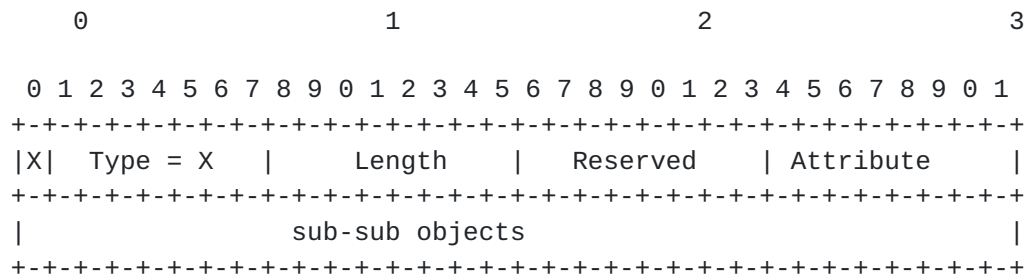 0 1 2 3
0 1 2 3 4 5 6 7 8 9 0 1 2 3 4 5 6 7 8 9 0 1 2 3 4 5 6 7 8 9 0 1
+-+-+-+-+-+-+-+-+-+-+-+-+-+-+-+-+-+-+-+-+-+-+-+-+-+-+-+-+-+-+-+-+
|X| Type = X | Length | Reserved | Attribute |
+-+-+-+-+-+-+-+-+-+-+-+-+-+-+-+-+-+-+-+-+-+-+-+-+-+-+-+-+-+-+-+-+
| sub-sub objects |
+-+-+-+-+-+-+-+-+-+-+-+-+-+-+-+-+-+-+-+-+-+-+-+-+-+-+-+-+-+-+-+-+